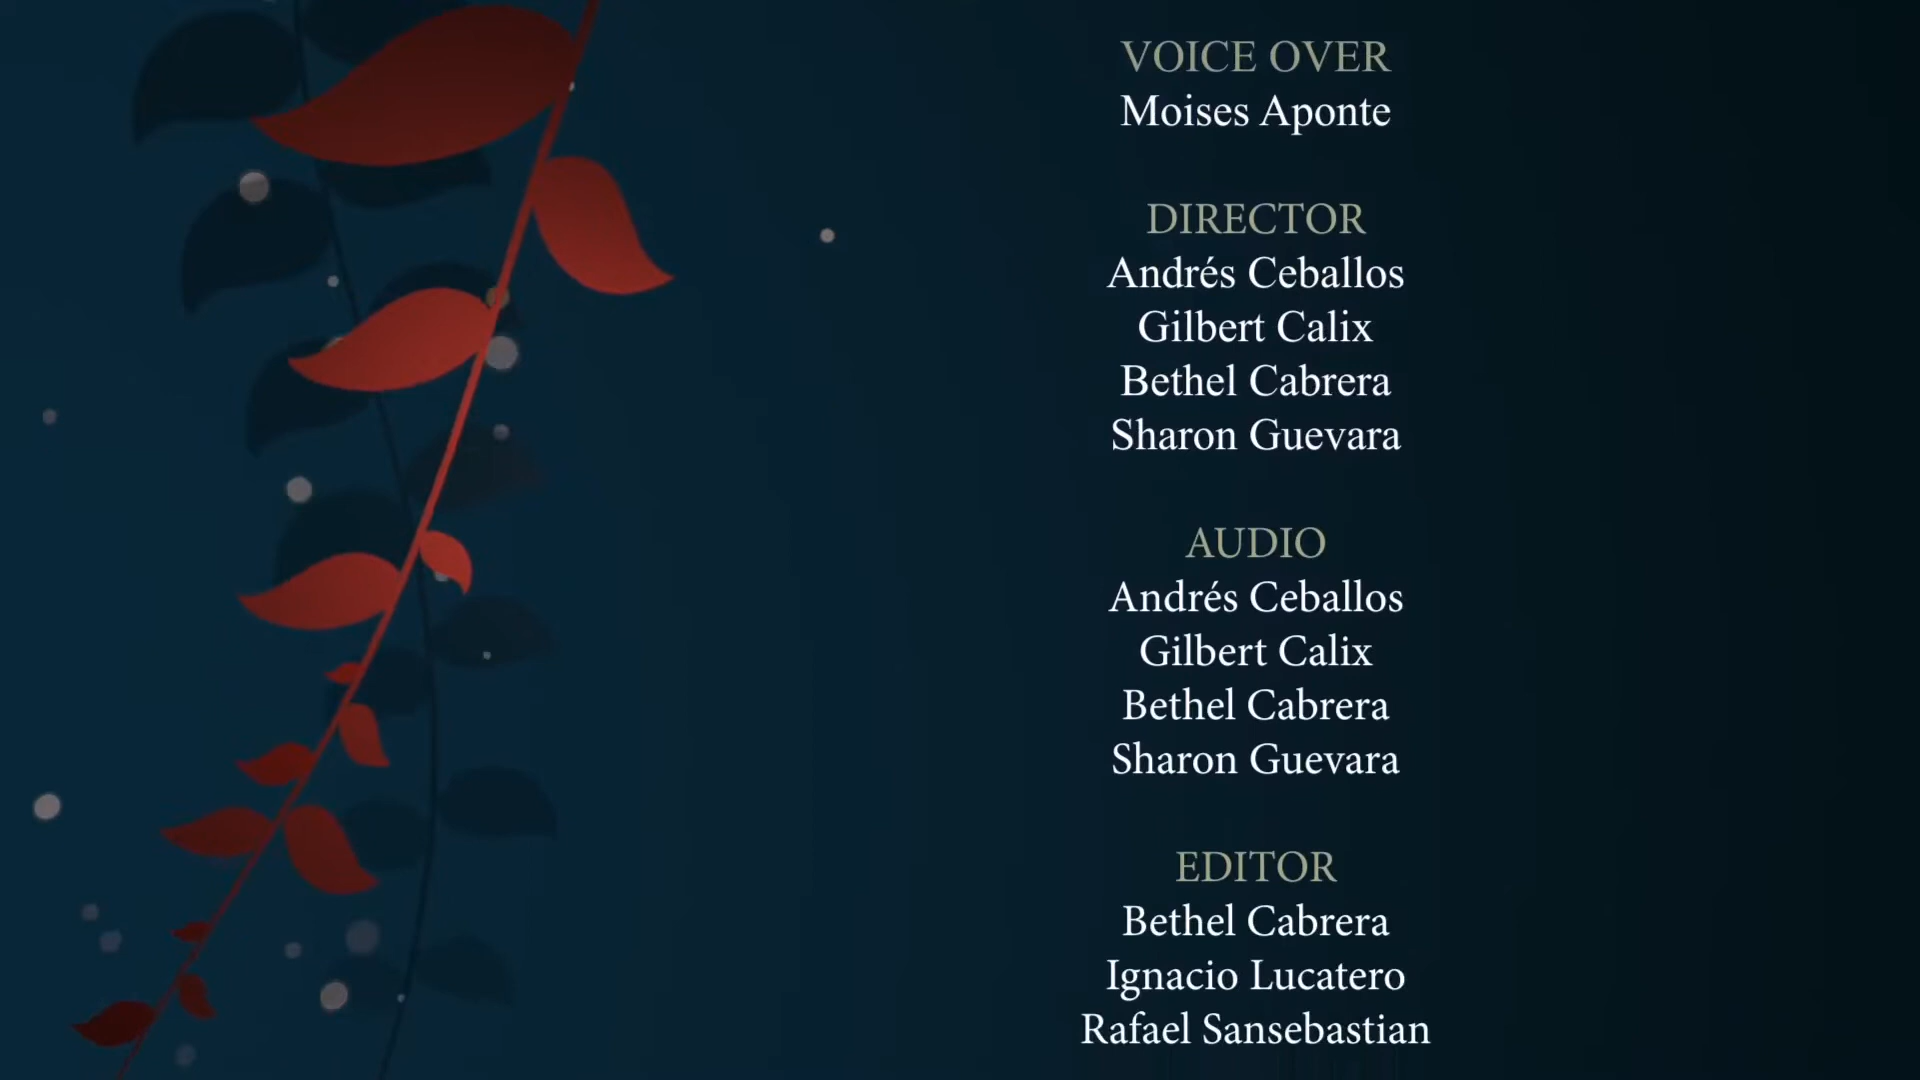 VOICE OVER
Moises Aponte
DIRECTOR
Andrés Ceballos
Gilbert Calix
Bethel Cabrera
Sharon Guevara
AUDIO
Andrés Ceballos
Gilbert Calix
Bethel Cabrera
Sharon Guevara
EDITOR
Bethel Cabrera
Ignacio Lucatero
Rafael Sansebastian